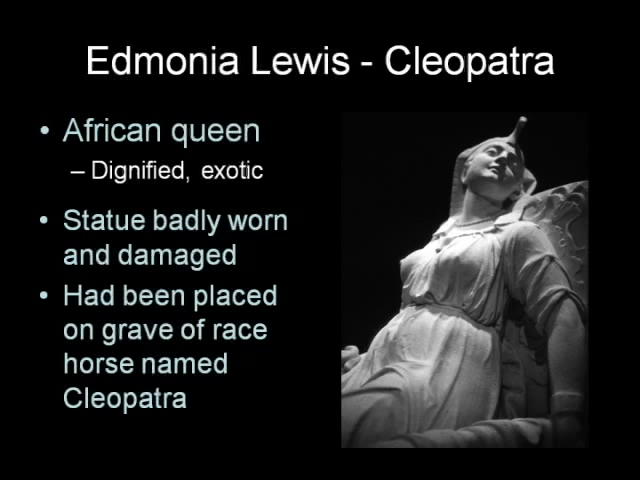 Edmonia Lewis - Cleopatra
• African queen
– Dignified, exotic
• Statue badly worn
and damaged
• Had been placed
on grave of race
horse named
Cleopatra